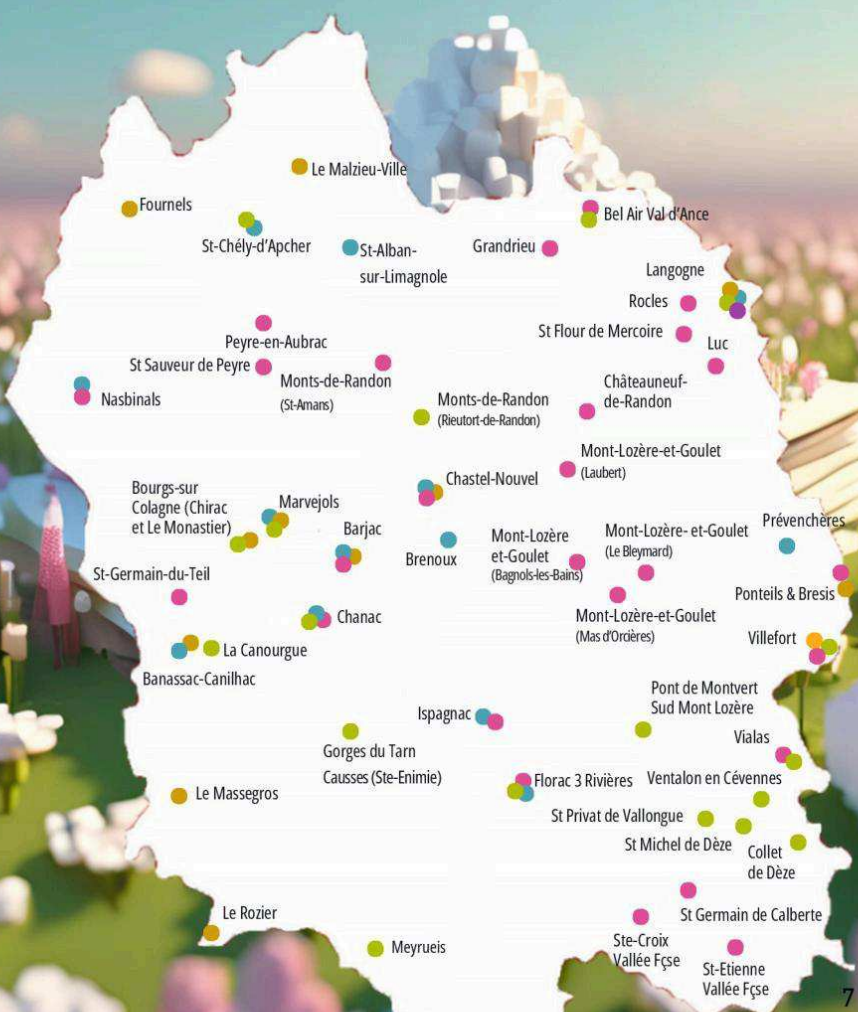 Le Malzieu-Ville
Fournels
Bel Air Val d'Ance
St-Chély-d'Apcher
St-Alban-
sur-Limagnole
Grandrieu
Langogne
Rocles
St Flour de Mercoire
Peyre-en-Aubrac
Luc
St Sauveur de Peyre
Monts-de-Randon
(St-Amans)
Châteauneuf-
de-Randon
Nasbinals
Monts-de-Randon
(Rieutort-de-Randon)
Mont-Lozère-et-Goulet
(Laubert)
Chastel-Nouvel
Bourgs-sur
Colagne (Chirac
et Le Monastier)
Marvejols
Barjac
Brenoux
Mont-Lozère
et-Goulet
(Bagnols-les-Bains)
Mont-Lozère- et-Goulet
(Le Bleymard)
Prévenchères
St-Germain-du-Teil
Ponteils & Bresis
Chanac
Mont-Lozère-et-Goulet
(Mas d'Orcières)
Villefort
La Canourgue
Banassac-Canilhac
Pont de Montvert
Sud Mont Lozère
Ispagnac
Vialas
Gorges du Tarn
Causses (Ste-Enimie)
Florac 3 Rivières
Ventalon en Cévennes
Le Massegros
St Privat de Vallongue
St Michel de Dèze
Collet
de Dèze
Le Rozier
St Germain de Calberte
Meyrueis
Ste-Croix
Vallée Fçse
St-Etienne
Vallée Fçse
7